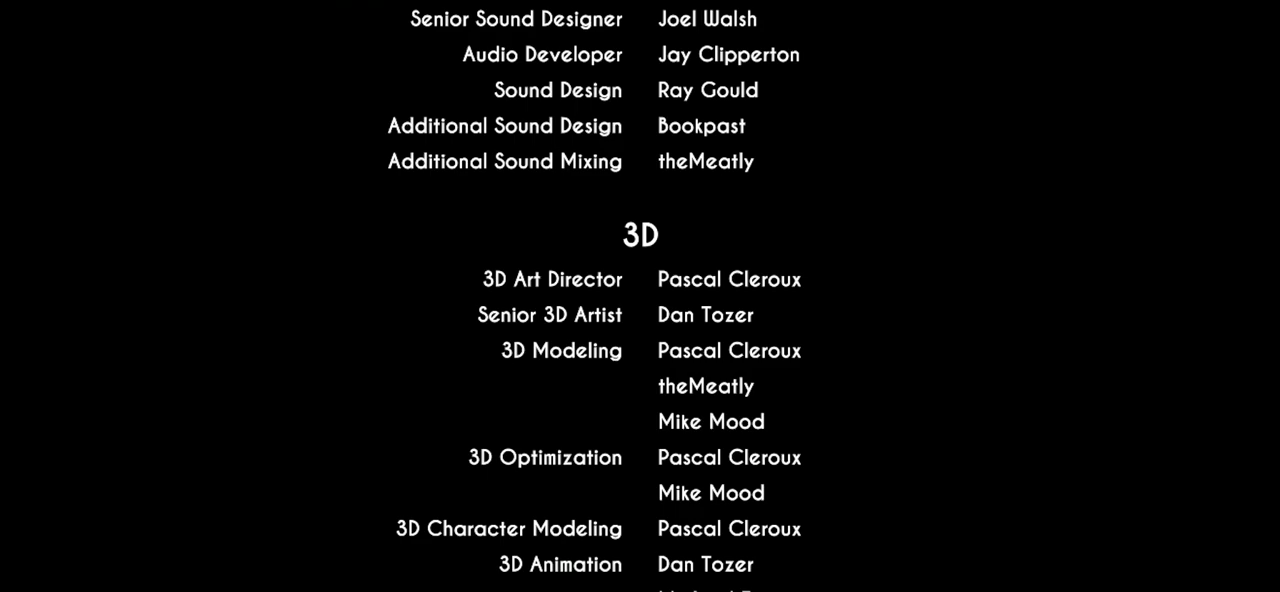 Senior Sound Designer Joel Walsh
Audio Developer Jay Clipperton
Sound Design Ray Gould
Additional Sound Design Bookpast
Additional Sound Mixing theMeatly
3D
3D Art Director Pascal Cleroux
Senior 3D Artist Dan Tozer
3D Modeling Pascal Cleroux
theMeatly
Mike Mood
3D Optimization Pascal Cleroux
Mike Mood
3D Character Modeling Pascal Cleroux
3D Animation Dan Tozer